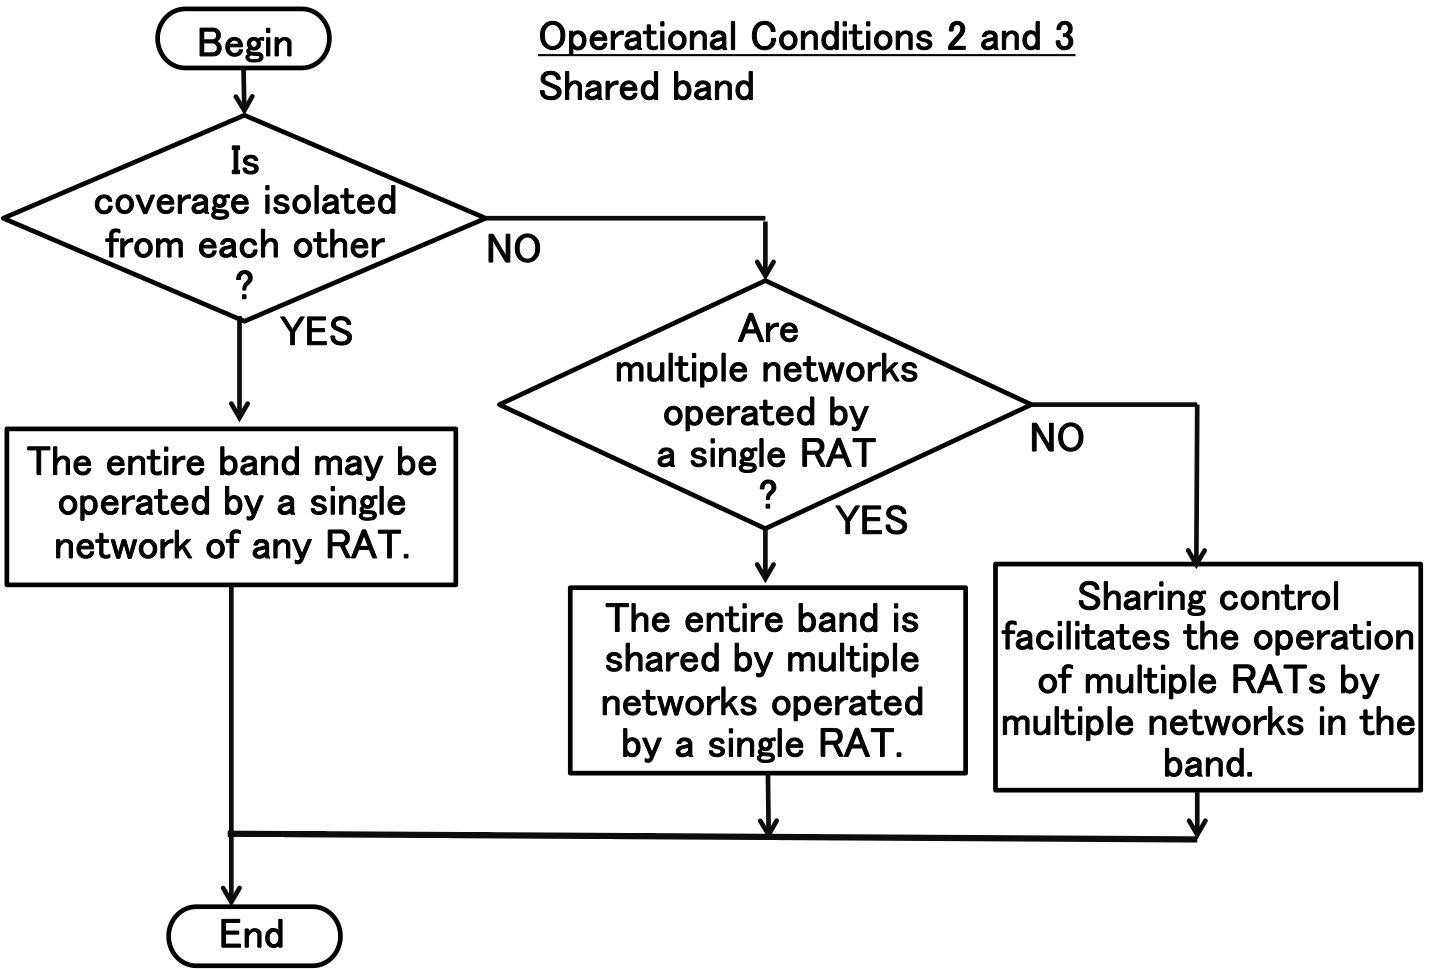 Begin
Operational Conditions 2 and 3
Shared band
Is
coverage isolated
from each other
?
NO
YES
Are
multiple networks
operated by
a single RAT
?
NO
YES
The entire band may be
operated by a single
network of any RAT.
The entire band is
shared by multiple
networks operated
by a single RAT.
Sharing control
facilitates the operation
of multiple RATs by
multiple networks in the
band.
End